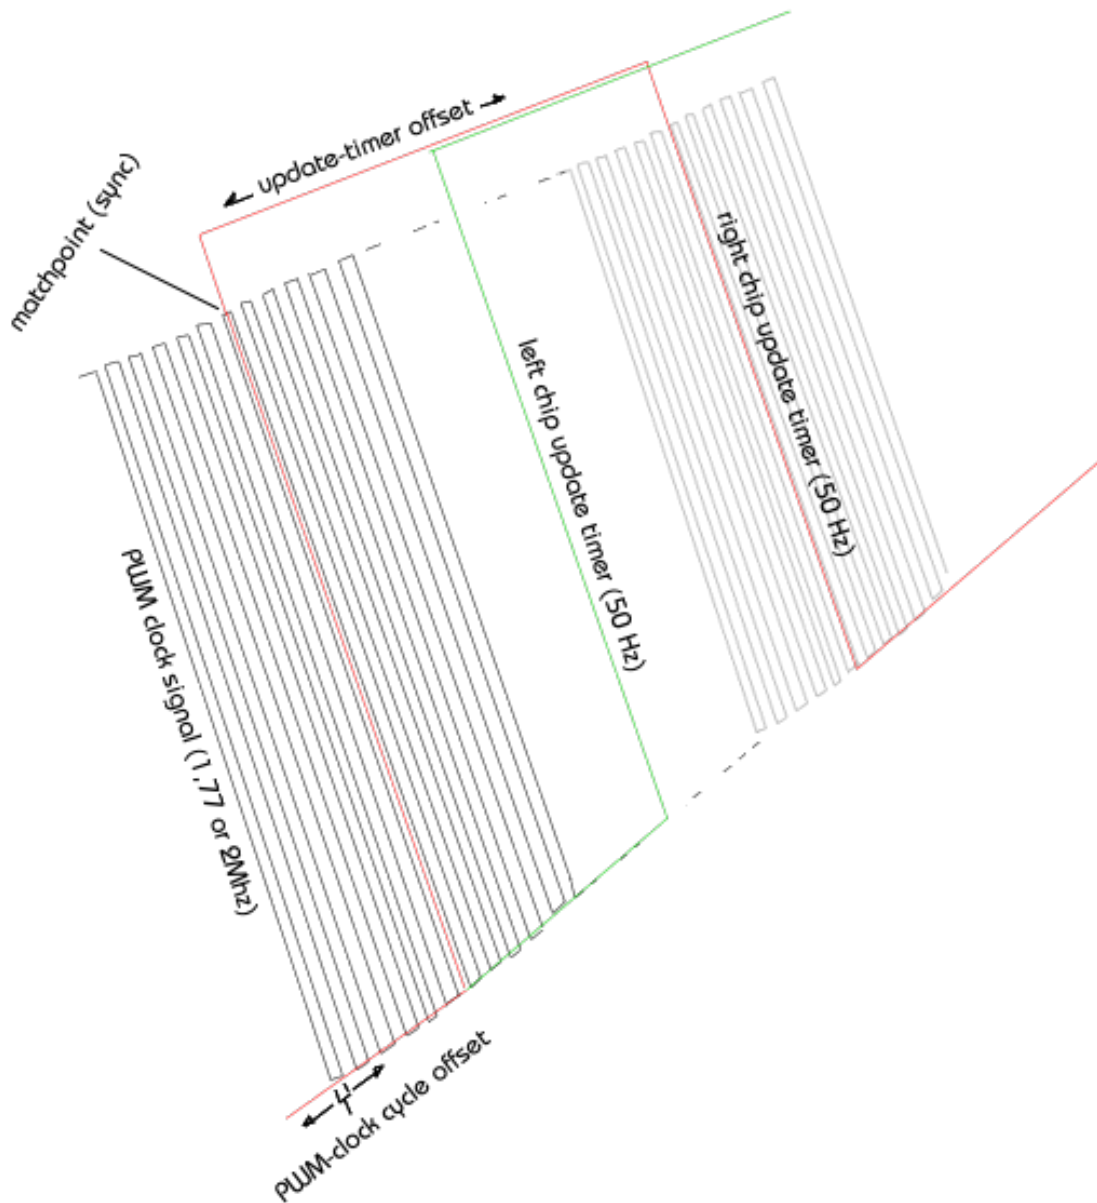 update-timer offset
matchpoint (sync)
right chip update timer (50 Hz)
left chip update timer (50 Hz)
PWM clock signal (1,77 or 2Mhz)
PWM-clock cycle offset